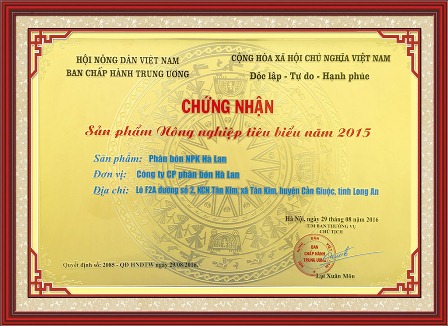 HỘI NÔNG DÂN VIỆT NAM
BAN CHẤP HÀNH TRUNG ƯƠNG
CỘNG HÒA XÃ HỘI CHỦ NGHĨA VIỆT NAM
Độc lập - Tự do - Hạnh phúc
CHỨNG NHẬN
Sản phẩm Nông nghiệp tiêu biểu năm 2015
Sản phẩm: Phân bón NPK Hà Lan
Đơn vị: Công ty CP phân bón Hà Lan
Địa chỉ: Lô F2A đường số 2, KCN Tân Kim, xã Tân Kim, huyện Cần Giuộc, tỉnh Long An
Hà Nội, ngày 29 tháng 08 năm 2016
T/M BAN THƯỜNG VỤ
CHỦ TỊCH
BAN
CHẤP HÀNH
TRUNG ƯƠNG
Lại Xuân Môn
Quyết định số: 2085 - QĐ/HNDTW ngày 29/08/2016